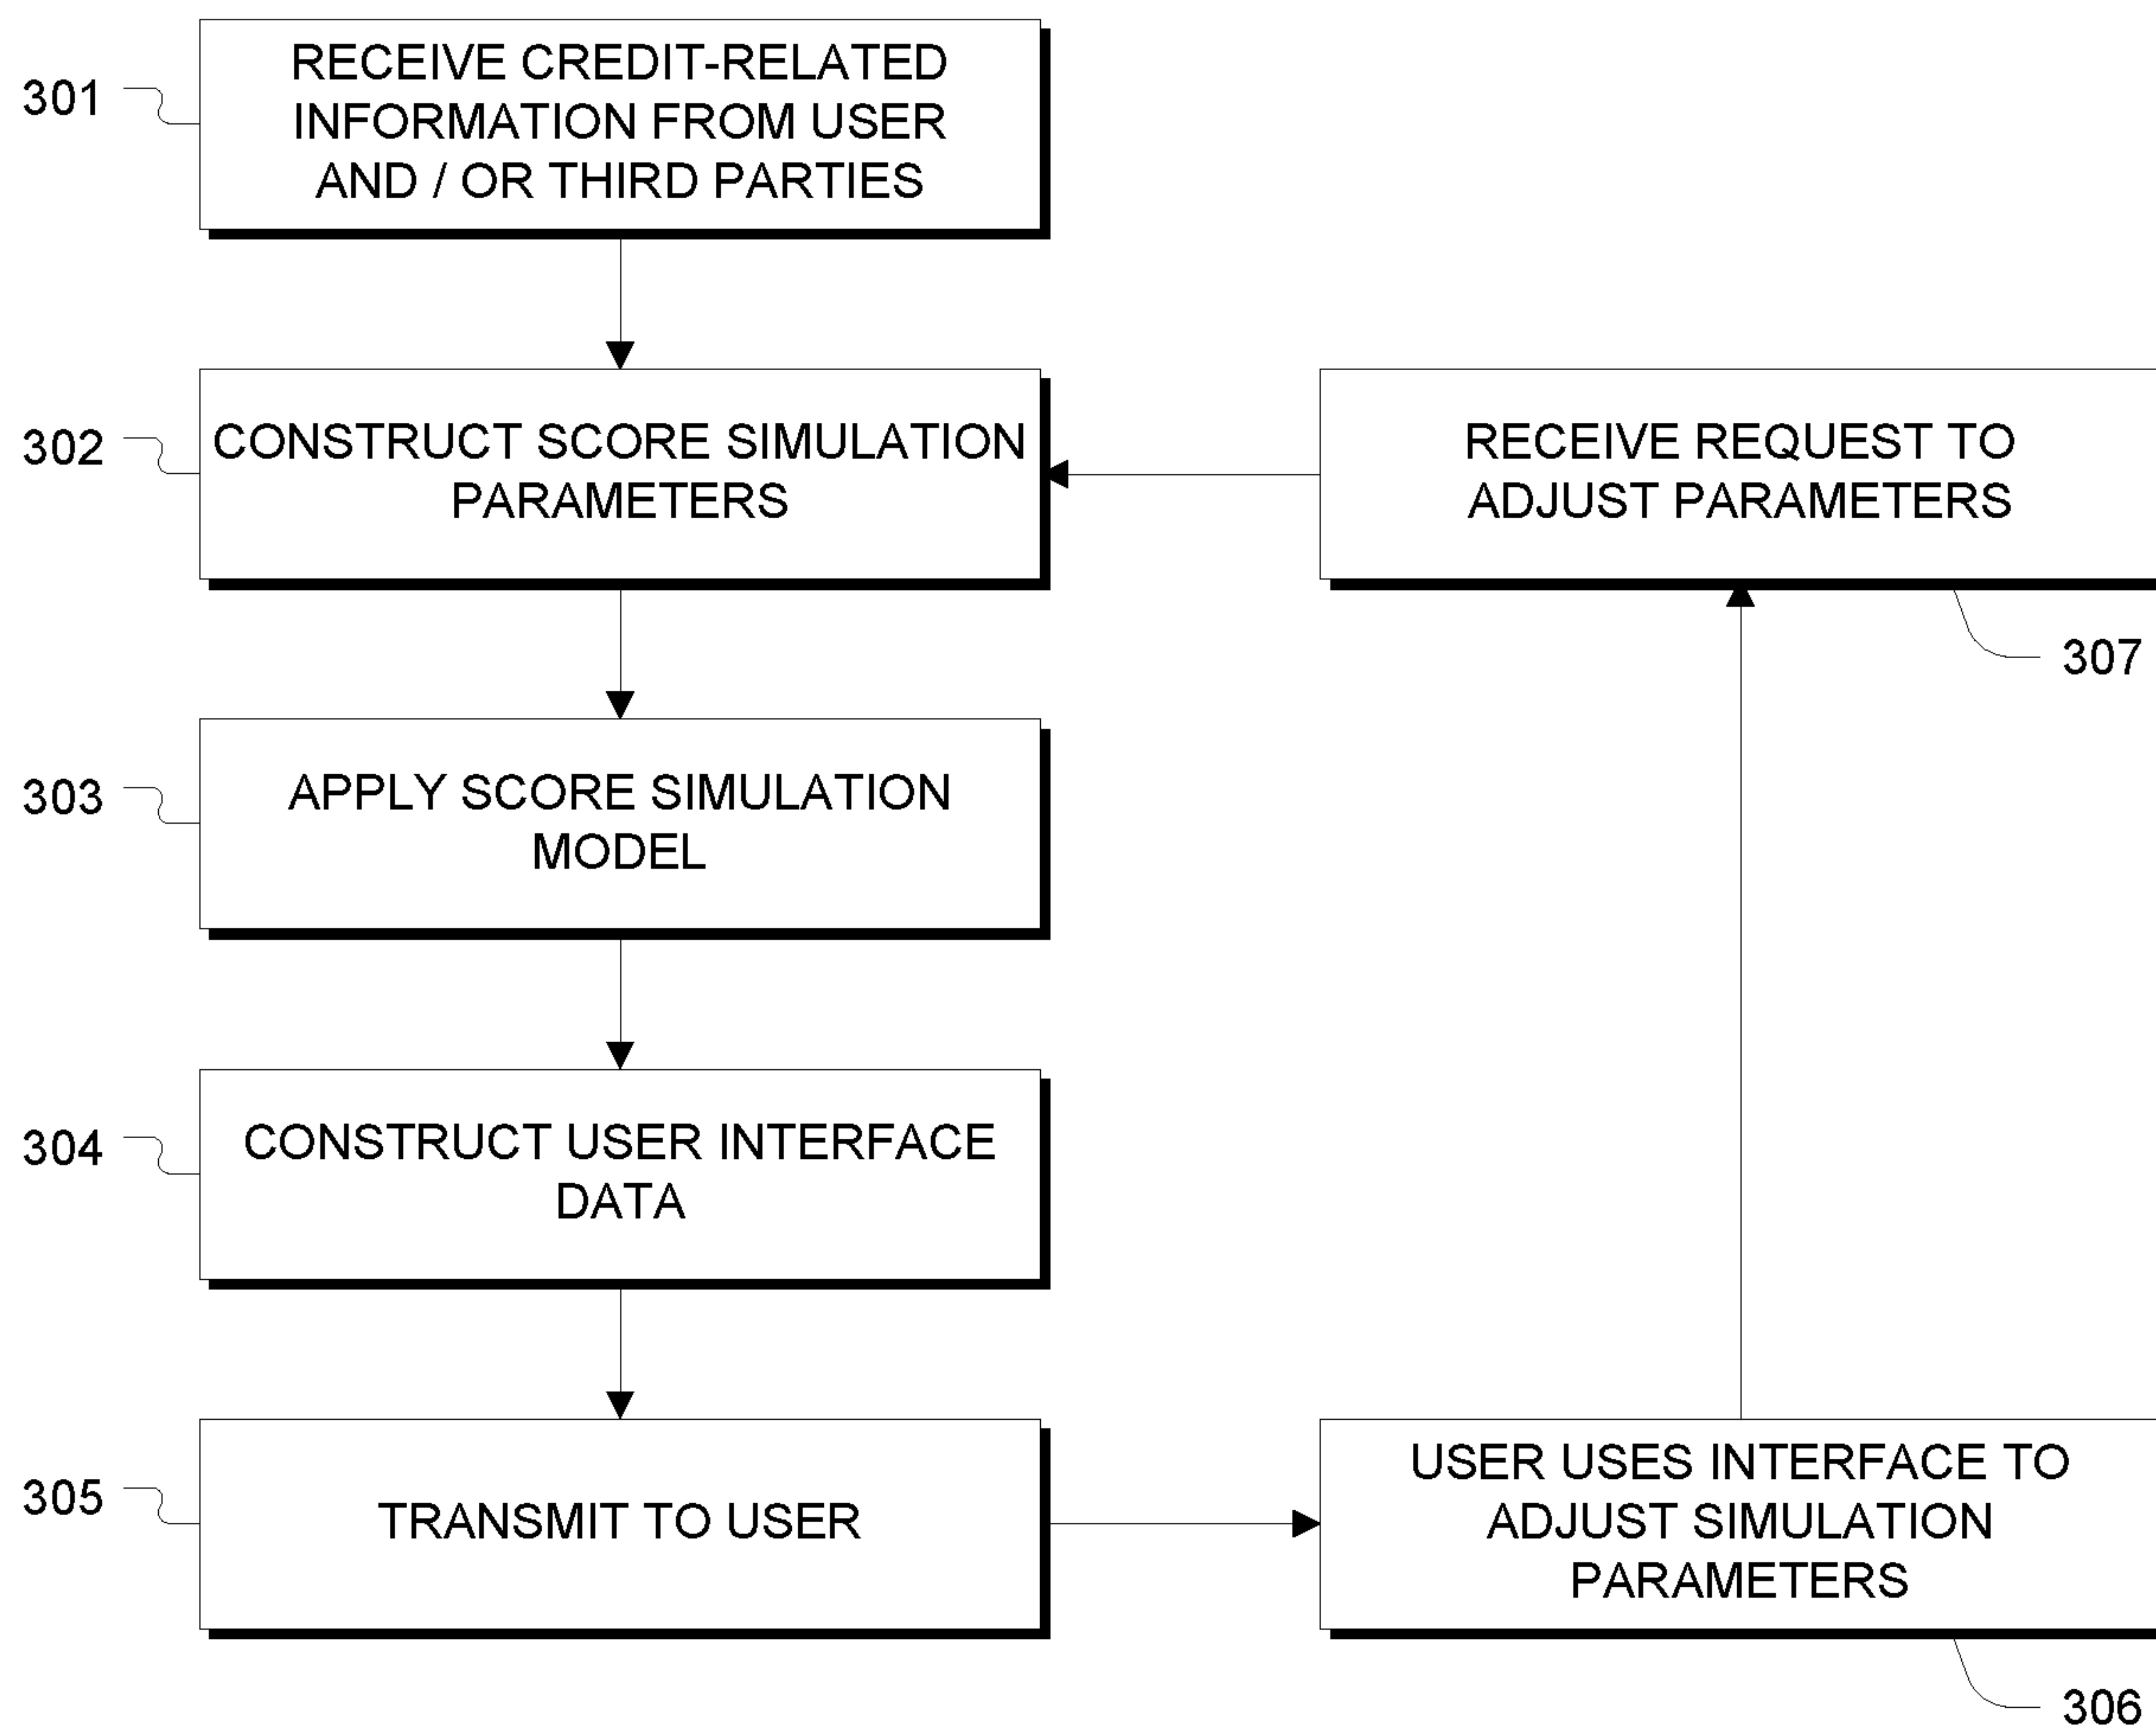 301
RECEIVE CREDIT-RELATED
INFORMATION FROM USER
AND / OR THIRD PARTIES
302
CONSTRUCT SCORE SIMULATION
PARAMETERS
RECEIVE REQUEST TO
ADJUST PARAMETERS
307
303
APPLY SCORE SIMULATION
MODEL
304
CONSTRUCT USER INTERFACE
DATA
305
TRANSMIT TO USER
USER USES INTERFACE TO
ADJUST SIMULATION
PARAMETERS
306